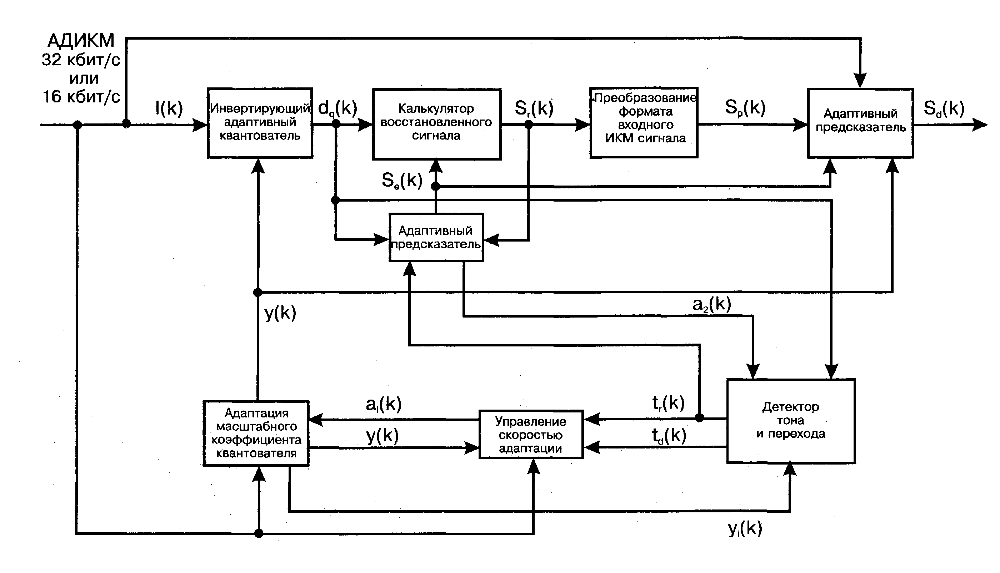 АДИКМ
32 кбит/с
или
16 кбит/с
I(k)
Инвертирующий
адаптивный
квантователь
dq(k)
Калькулятор
восстановленного
сигнала
Sr(k)
Преобразование
формата
входного
ИКМ сигнала
Sp(k)
Адаптивный
предсказатель
Sd(k)
Se(k)
Адаптивный
предсказатель
y(k)
a2(k)
Адаптация
масштабного
коэффициента
квантователя
ai(k)
y(k)
Управление
скоростью
адаптации
tr(k)
td(k)
Детектор
тона
и перехода
yi(k)